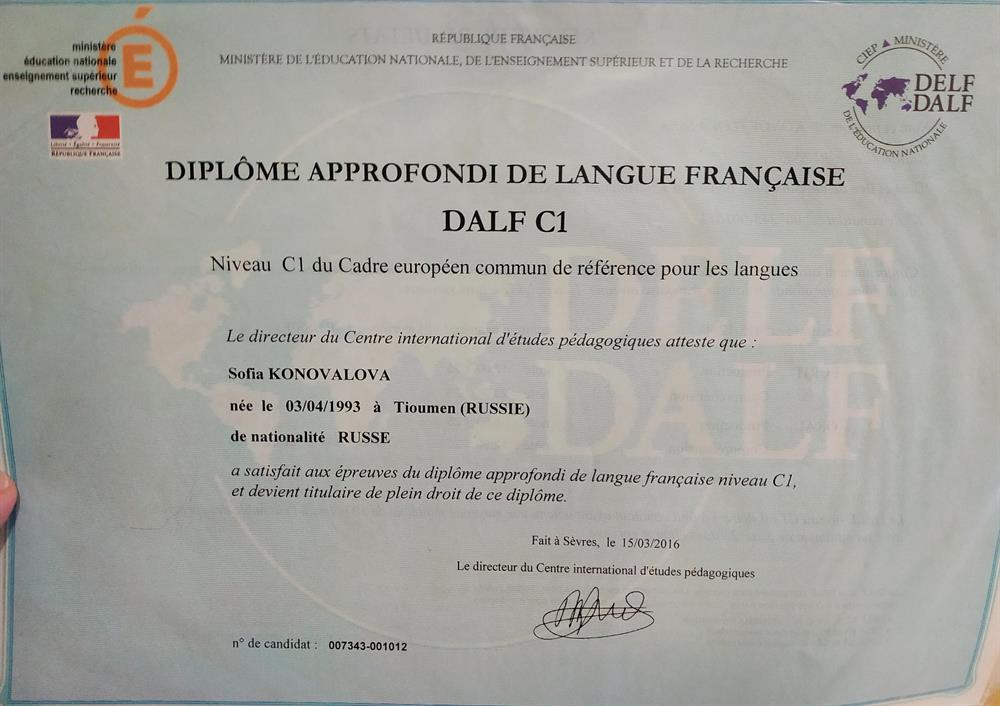 ministère
éducation nationale
enseignement supérieur
recherche
É
Liberté • Égalité • Fraternité
RÉPUBLIQUE FRANÇAISE
RÉPUBLIQUE FRANÇAISE
MINISTÈRE DE L'ÉDUCATION NATIONALE, DE L'ENSEIGNEMENT SUPÉRIEUR ET DE LA RECHERCHE
CIEP MINISTÈRE
DELF
DALF
DE L'ÉDUCATION NATIONALE
DIPLÔME APPROFONDI DE LANGUE FRANÇAISE
DALF C1
Niveau C1 du Cadre européen commun de référence pour les langues
Le directeur du Centre international d'études pédagogiques atteste que :
Sofia KONOVALOVA
née le 03/04/1993 à Tioumen (RUSSIE)
de nationalité RUSSE
a satisfait aux épreuves du diplôme approfondi de langue française niveau C1,
et devient titulaire de plein droit de ce diplôme.
Fait à Sèvres, le 15/03/2016
Le directeur du Centre international d'études pédagogiques
n° de candidat : 007343-001012
DELF
DALF